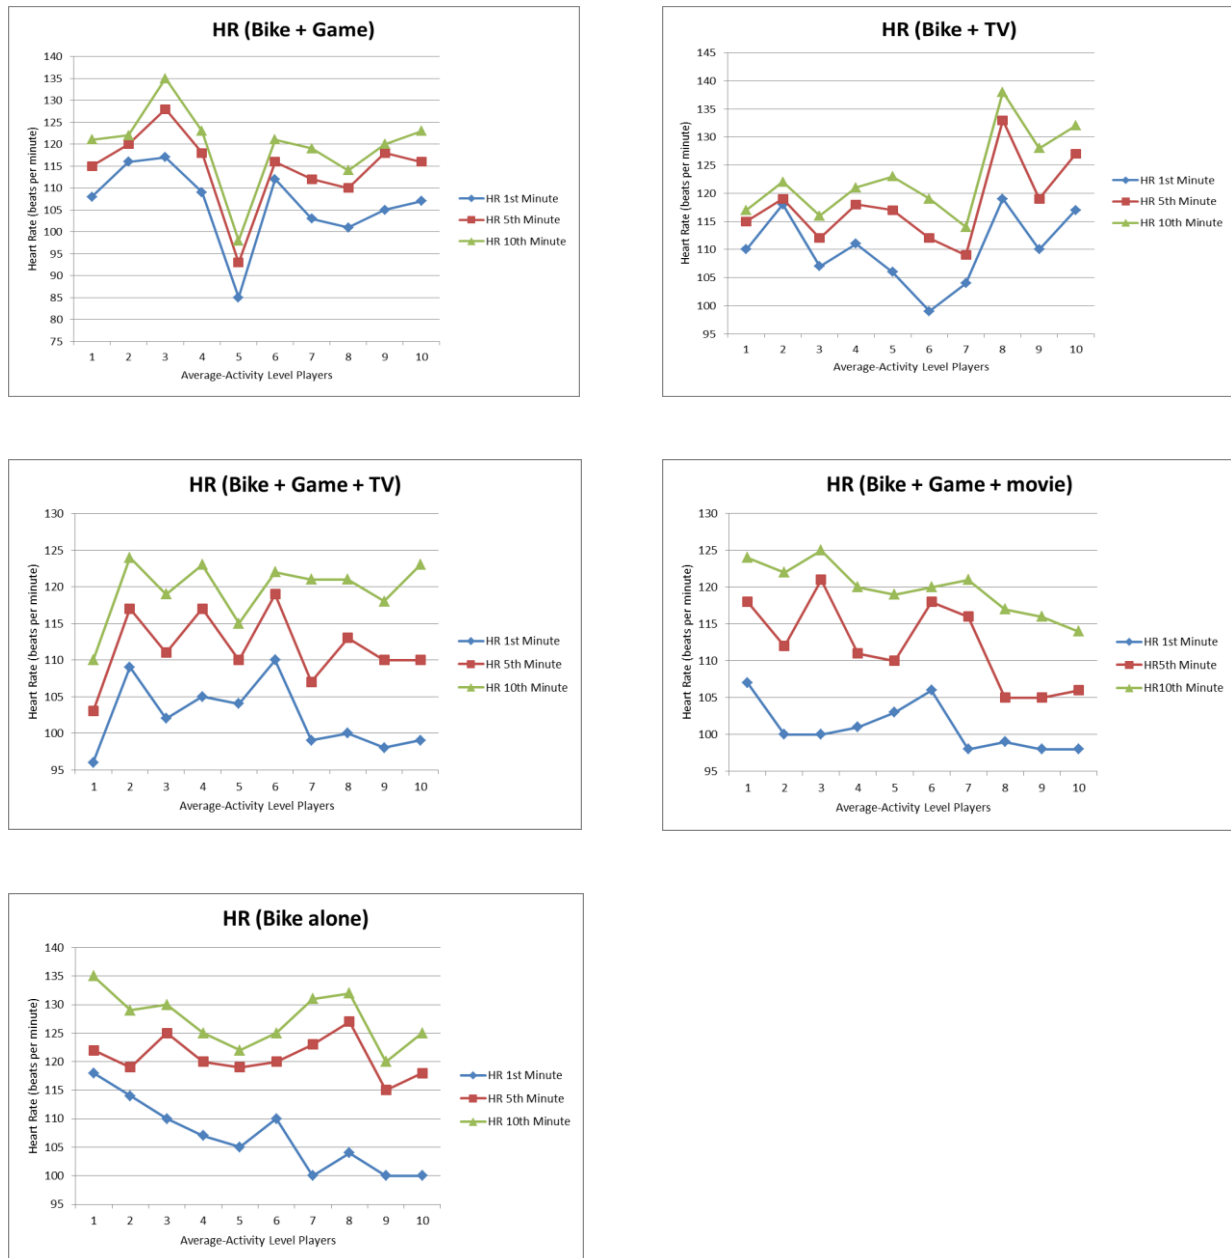 HR (Bike + Game)
140
135
130
125
120
115
110
105
100
95
90
85
80
75
Heart Rate (beats per minute)
1 2 3 4 5 6 7 8 9 10
Average-Activity Level Players
HR 1st Minute
HR 5th Minute
HR 10th Minute
HR (Bike + TV)
145
140
135
130
125
120
115
110
105
100
95
Heart Rate (beats per minute)
1 2 3 4 5 6 7 8 9 10
Average-Activity Level Players
HR 1st Minute
HR 5th Minute
HR 10th Minute
HR (Bike + Game + TV)
130
125
120
115
110
105
100
95
Heart Rate (beats per minute)
1 2 3 4 5 6 7 8 9 10
Average-Activity Level Players
HR 1st Minute
HR 5th Minute
HR 10th Minute
HR (Bike + Game + movie)
130
125
120
115
110
105
100
95
Heart Rate (beats per minute)
1 2 3 4 5 6 7 8 9 10
Average-Activity Level Players
HR 1st Minute
HR5th Minute
HR10th Minute
HR (Bike alone)
140
135
130
125
120
115
110
105
100
95
Heart Rate (beats per minute)
1 2 3 4 5 6 7 8 9 10
Average-Activity Level Players
HR 1st Minute
HR 5th Minute
HR 10th Minute